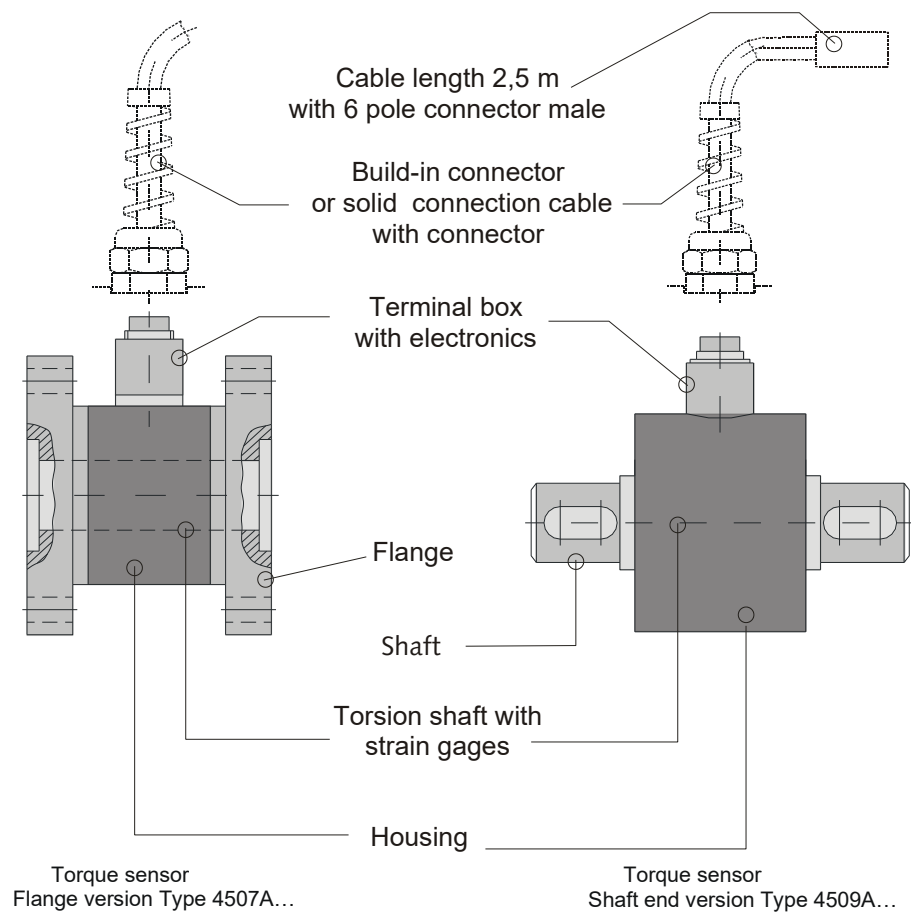 Cable length 2,5 m
with 6 pole connector male
Build-in connector
or solid connection cable
with connector
Terminal box
with electronics
Flange
Shaft
Torsion shaft with
strain gages
Housing
Torque sensor
Flange version Type 4507A…
Torque sensor
Shaft end version Type 4509A…